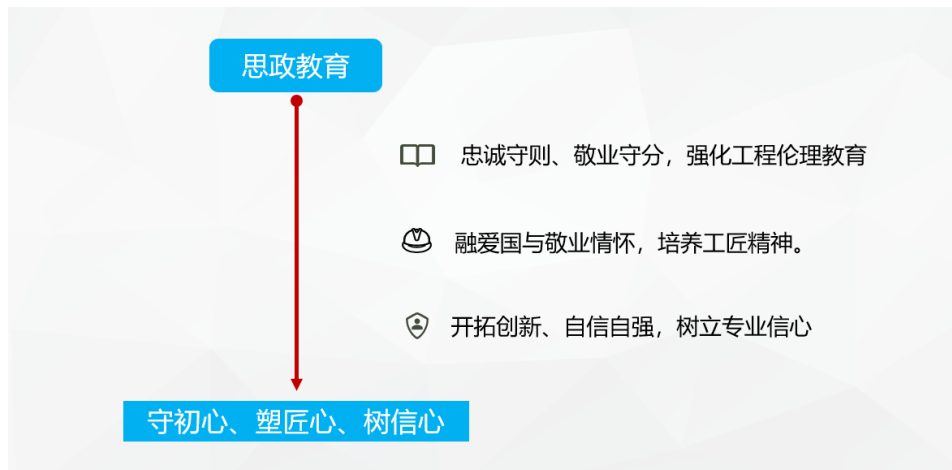 思政教育
忠诚守则、敬业守分，强化工程伦理教育
融爱国与敬业情怀，培养工匠精神。
开拓创新、自信自强，树立专业信心
守初心、塑匠心、树信心